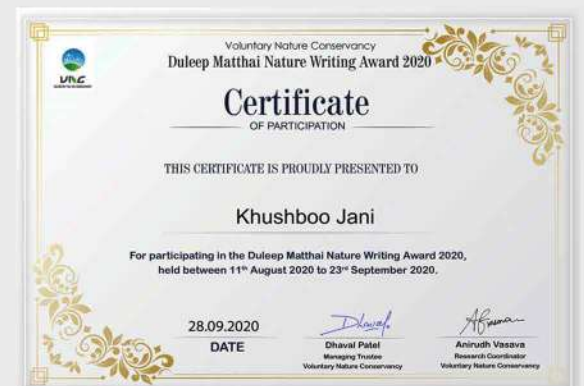 Voluntary Nature Conservancy
Duleep Matthai Nature Writing Award 2020
VNC
Certificate
OF PARTICIPATION
THIS CERTIFICATE IS PROUDLY PRESENTED TO
Khushboo Jani
For participating in the Duleep Matthai Nature Writing Award 2020,
held between 11th August 2020 to 23rd September 2020.
28.09.2020
DATE
Dhaval Patel
Managing Trustee
Voluntary Nature Conservancy
Anirudh Vasava
Research Coordinator
Voluntary Nature Conservancy